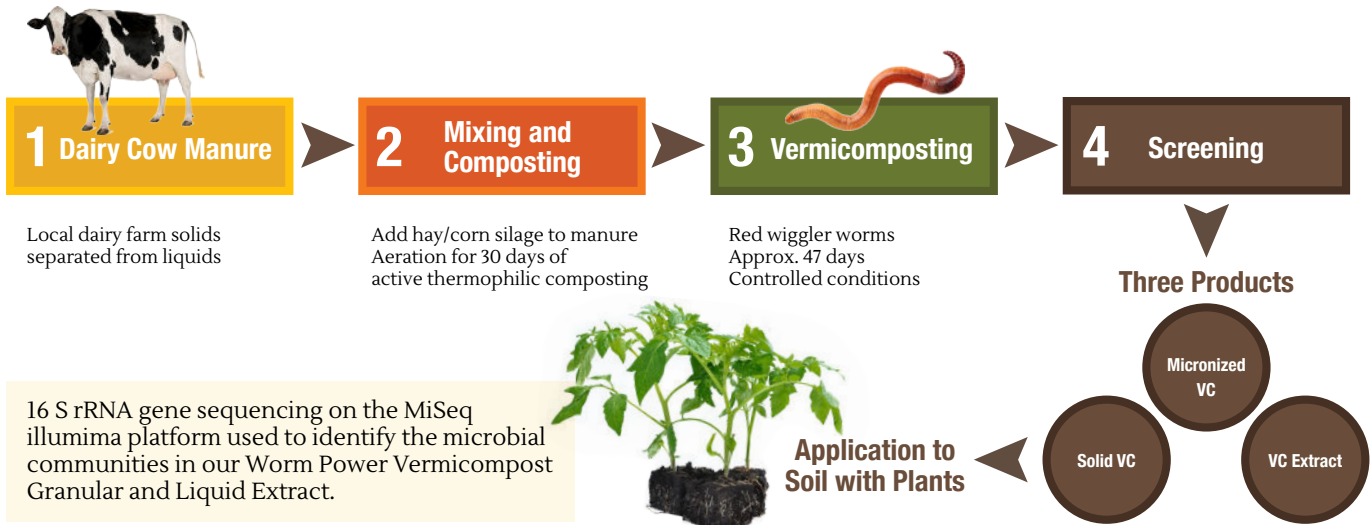 1 Dairy Cow Manure
Local dairy farm solids
separated from liquids
2 Mixing and
Composting
Add hay/corn silage to manure
Aeration for 30 days of
active thermophilic composting
3 Vermicomposting
Red wiggler worms
Approx. 47 days
Controlled conditions
4 Screening
Three Products
Micronized
VC
Solid VC
VC Extract
Application to
Soil with Plants
16 S rRNA gene sequencing on the MiSeq
illumima platform used to identify the microbial
communities in our Worm Power Vermicompost
Granular and Liquid Extract.